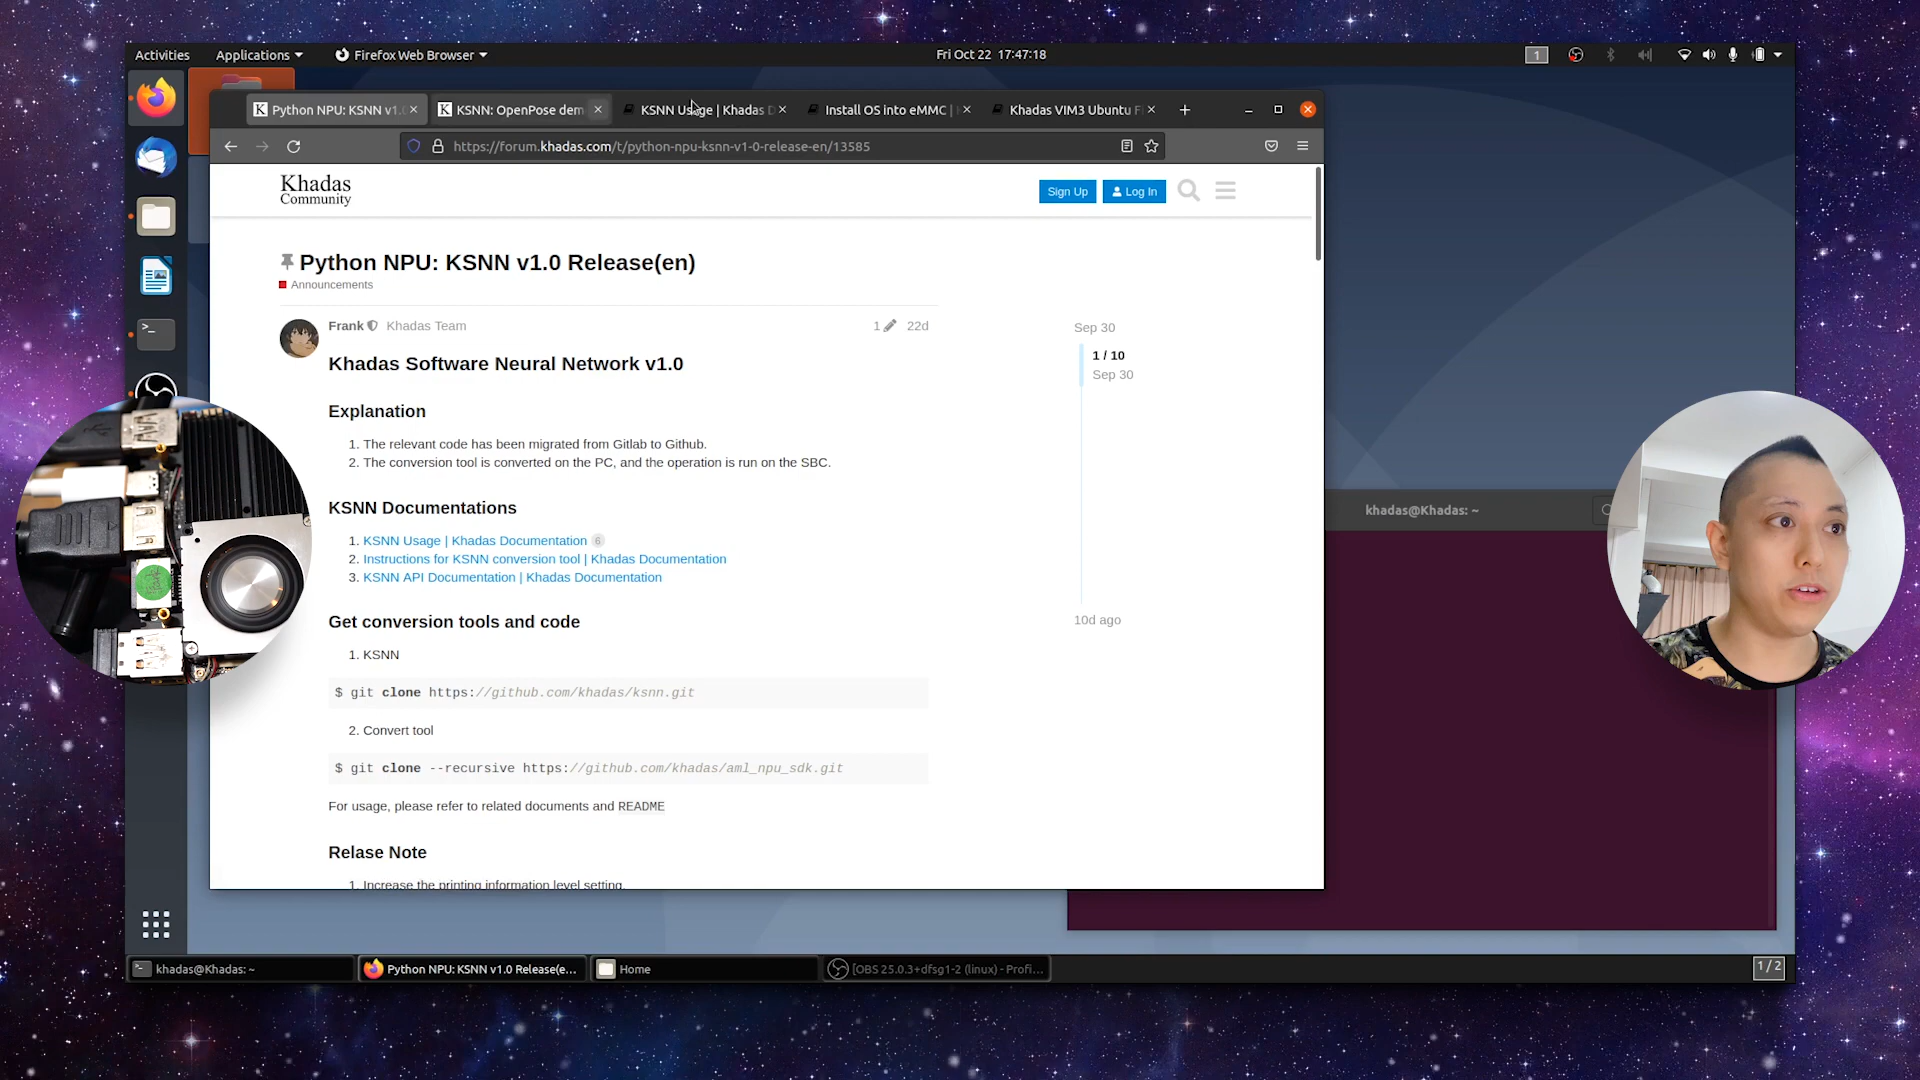 Activities
Applications
Firefox Web Browser
Fri Oct 22 17:47:18
1
Python NPU: KSNN v1.
KSNN: OpenPose dem
KSNN Usage | Khadas D
Install OS into eMMC |
Khadas VIM3 Ubuntu F
https://forum.khadas.com/t/python-npu-ksnn-v1-0-release-en/13585
Khadas
Community
Sign Up
Log In
Python NPU: KSNN v1.0 Release(en)
Announcements
Frank Khadas Team
1
22d
Khadas Software Neural Network v1.0
Explanation
1. The relevant code has been migrated from Gitlab to Github.
2. The conversion tool is converted on the PC, and the operation is run on the SBC.
KSNN Documentations
1. KSNN Usage | Khadas Documentation 6
2. Instructions for KSNN conversion tool | Khadas Documentation
3. KSNN API Documentation | Khadas Documentation
Get conversion tools and code
1. KSNN
$ git clone https://github.com/khadas/ksnn.git
2. Convert tool
$ git clone --recursive https://github.com/khadas/aml_npu_sdk.git
For usage, please refer to related documents and README
Relase Note
1. Increase the printing information level setting.
Sep 30
1 / 10
Sep 30
10d ago
khadas@Khadas: ~
khadas@Khadas: ~
Python NPU: KSNN v1.0 Release(e...
Home
[OBS 25.0.3+dfsg1-2 (linux) - Profi...
1 / 2